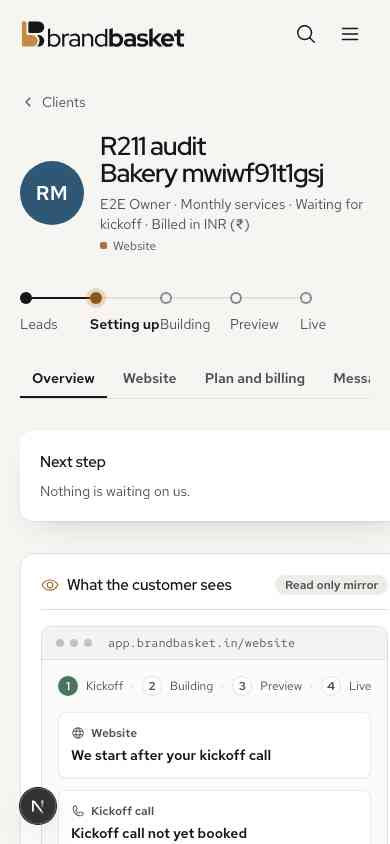 brandbasket
Clients
R211 audit
Bakery mwiwf91t1gsj
RM
E2E Owner · Monthly services · Waiting for
kickoff · Billed in INR (₹)
Website
Leads Setting up Building Preview Live
Overview Website Plan and billing Messa
Next step
Nothing is waiting on us.
What the customer sees Read only mirror
app.brandbasket.in/website
1 Kickoff · 2 Building · 3 Preview · 4 Live
Website
We start after your kickoff call
Kickoff call
Kickoff call not yet booked
N